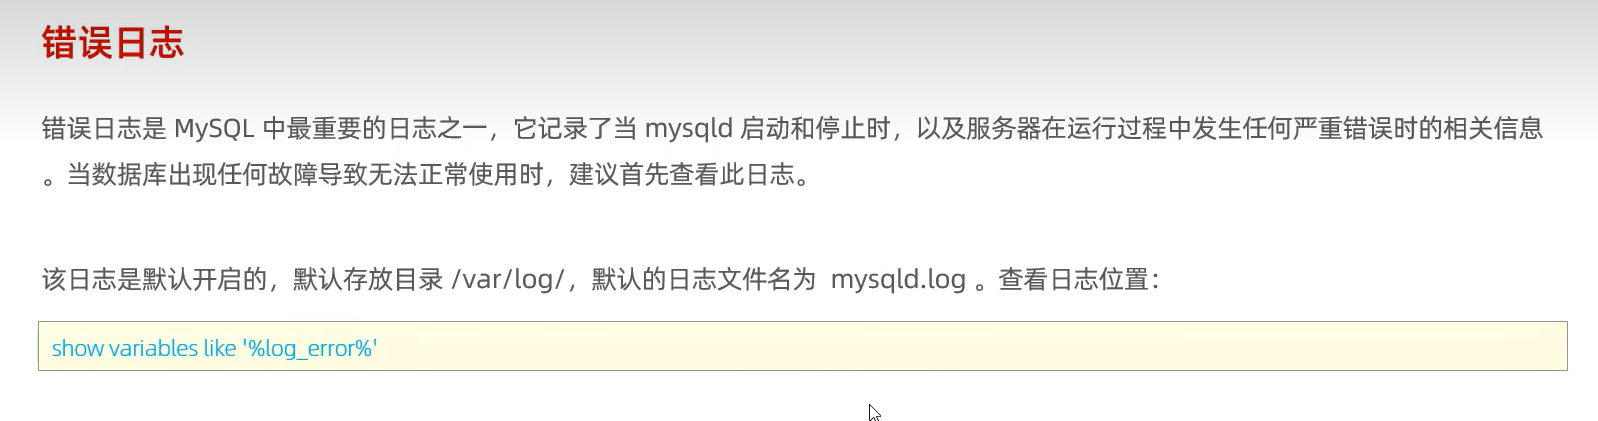 错误日志
错误日志是 MySQL 中最重要的日志之一，它记录了当 mysqld 启动和停止时，以及服务器在运行过程中发生任何严重错误时的相关信息
。当数据库出现任何故障导致无法正常使用时，建议首先查看此日志。
该日志是默认开启的，默认存放目录 /var/log/，默认的日志文件名为 mysqld.log 。查看日志位置：
show variables like '%log_error%'